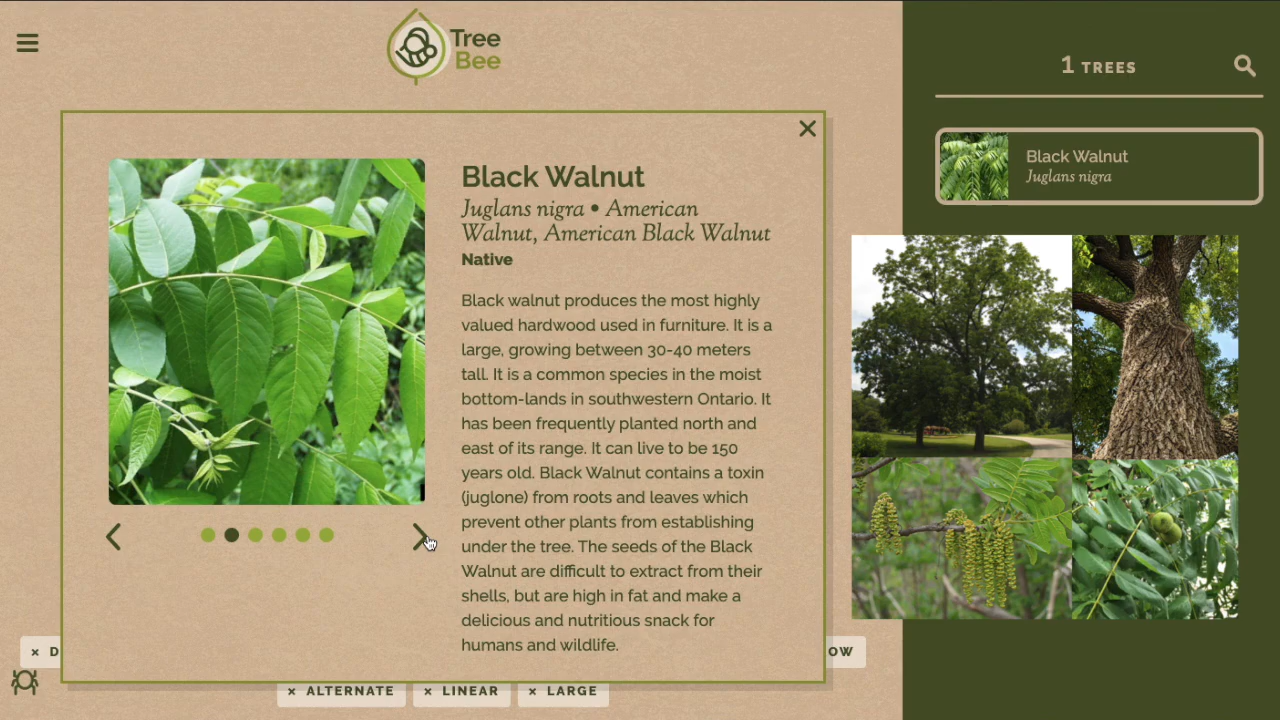 Tree
Bee
1 TREES
Black Walnut
Juglans nigra
Black Walnut
Juglans nigra • American
Walnut, American Black Walnut
Native
Black walnut produces the most highly
valued hardwood used in furniture. It is a
large, growing between 30-40 meters
tall. It is a common species in the moist
bottom-lands in southwestern Ontario. It
has been frequently planted north and
east of its range. It can live to be 150
years old. Black Walnut contains a toxin
(juglone) from roots and leaves which
prevent other plants from establishing
under the tree. The seeds of the Black
Walnut are difficult to extract from their
shells, but are high in fat and make a
delicious and nutritious snack for
humans and wildlife.
× D
OW
× ALTERNATE × LINEAR × LARGE